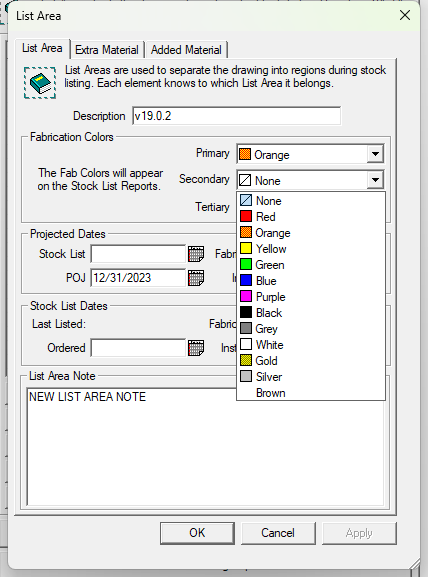 List Area
List Area
Extra Material
Added Material
List Areas are used to separate the drawing into regions during stock
listing. Each element knows to which List Area it belongs.
Description
v19.0.2
Fabrication Colors
The Fab Colors will appear
on the Stock List Reports.
Primary
Orange
Secondary
None
Tertiary
None
Red
Orange
Yellow
Green
Blue
Purple
Black
Grey
White
Gold
Silver
Brown
Projected Dates
Stock List
Fabr
POJ
12/31/2023
In
Stock List Dates
Last Listed:
Fabric
Ordered
Inst
List Area Note
NEW LIST AREA NOTE
OK
Cancel
Apply